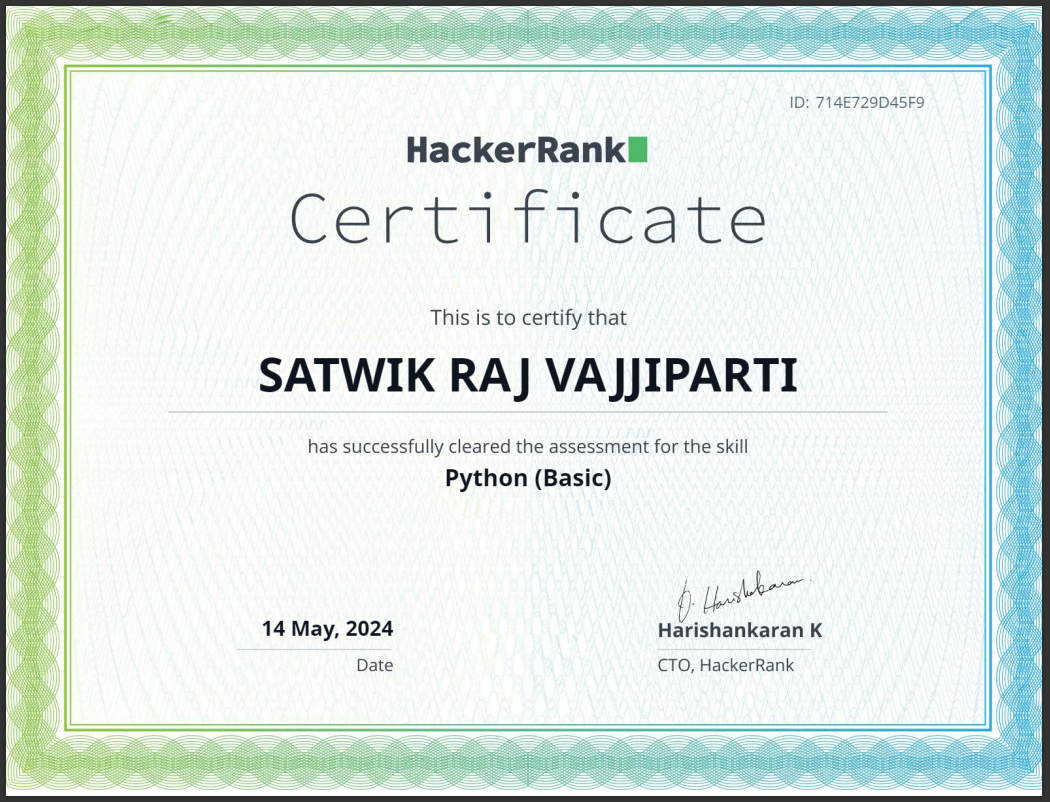 ID: 714E729D45F9
HackerRank
Certificate
This is to certify that
SATWIK RAJ VAJJIPARTI
has successfully cleared the assessment for the skill
Python (Basic)
14 May, 2024
Date
D. Harishankaran
Harishankaran K
CTO, HackerRank